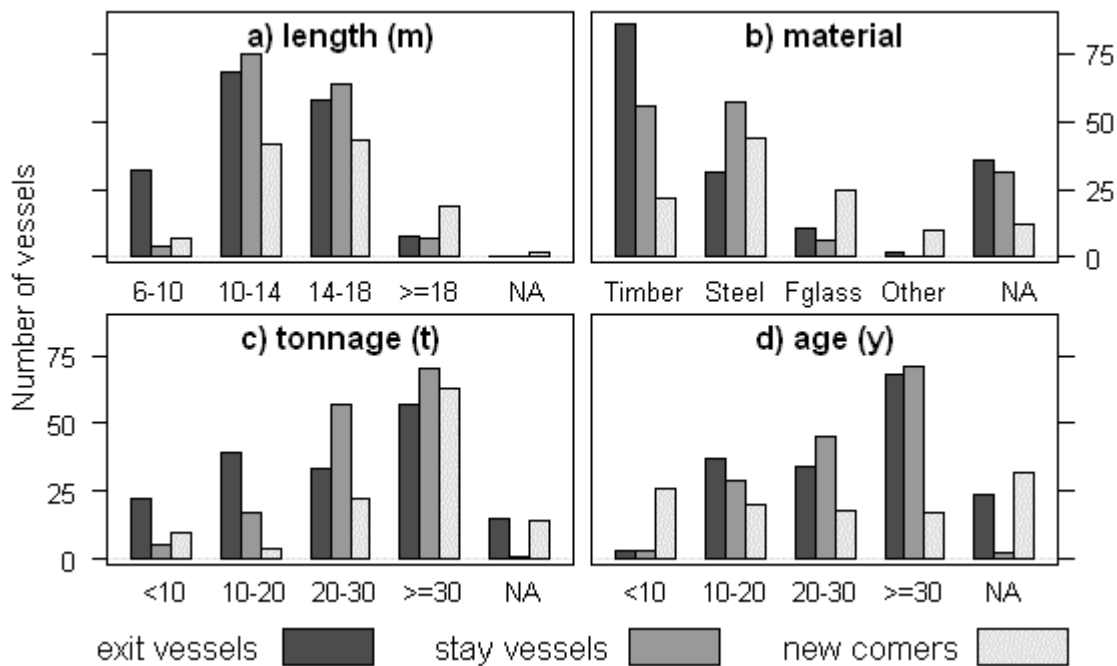 a) length (m)
b) material
75
50
25
0
6-10 10-14 14-18 >=18 NA
Timber Steel Fglass Other NA
Number of vessels
c) tonnage (t)
d) age (y)
75
50
25
0
<10 10-20 20-30 >=30 NA
<10 10-20 20-30 >=30 NA
exit vessels stay vessels new comers